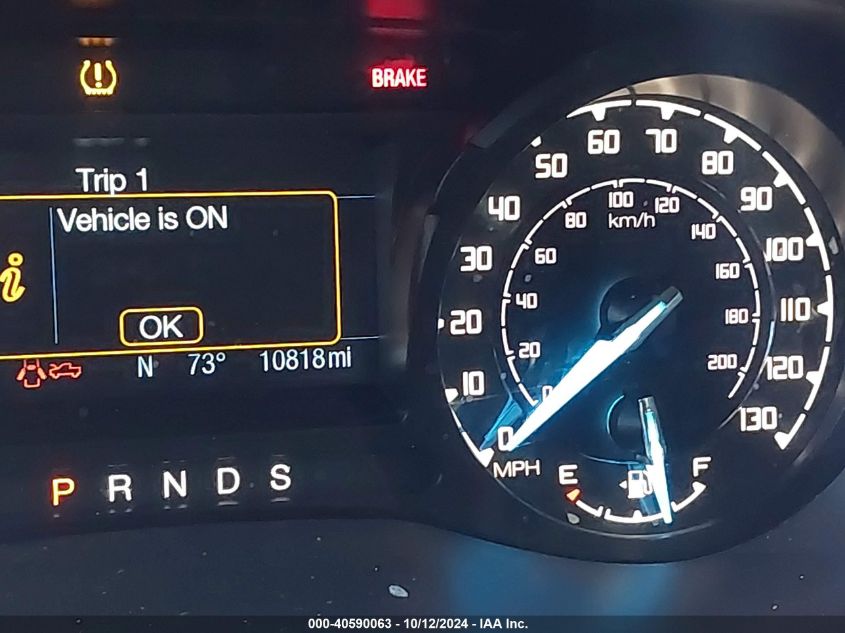 BRAKE
Trip 1
Vehicle is ON
i
OK
N 73° 10818mi
P R N D S
0 10 20 30 40 50 60 70 80 90 100 110 120 130
MPH
0 20 40 60 80 100 120 140 160 180 200
km/h
E F
000-40590063 - 10/12/2024 - IAA Inc.